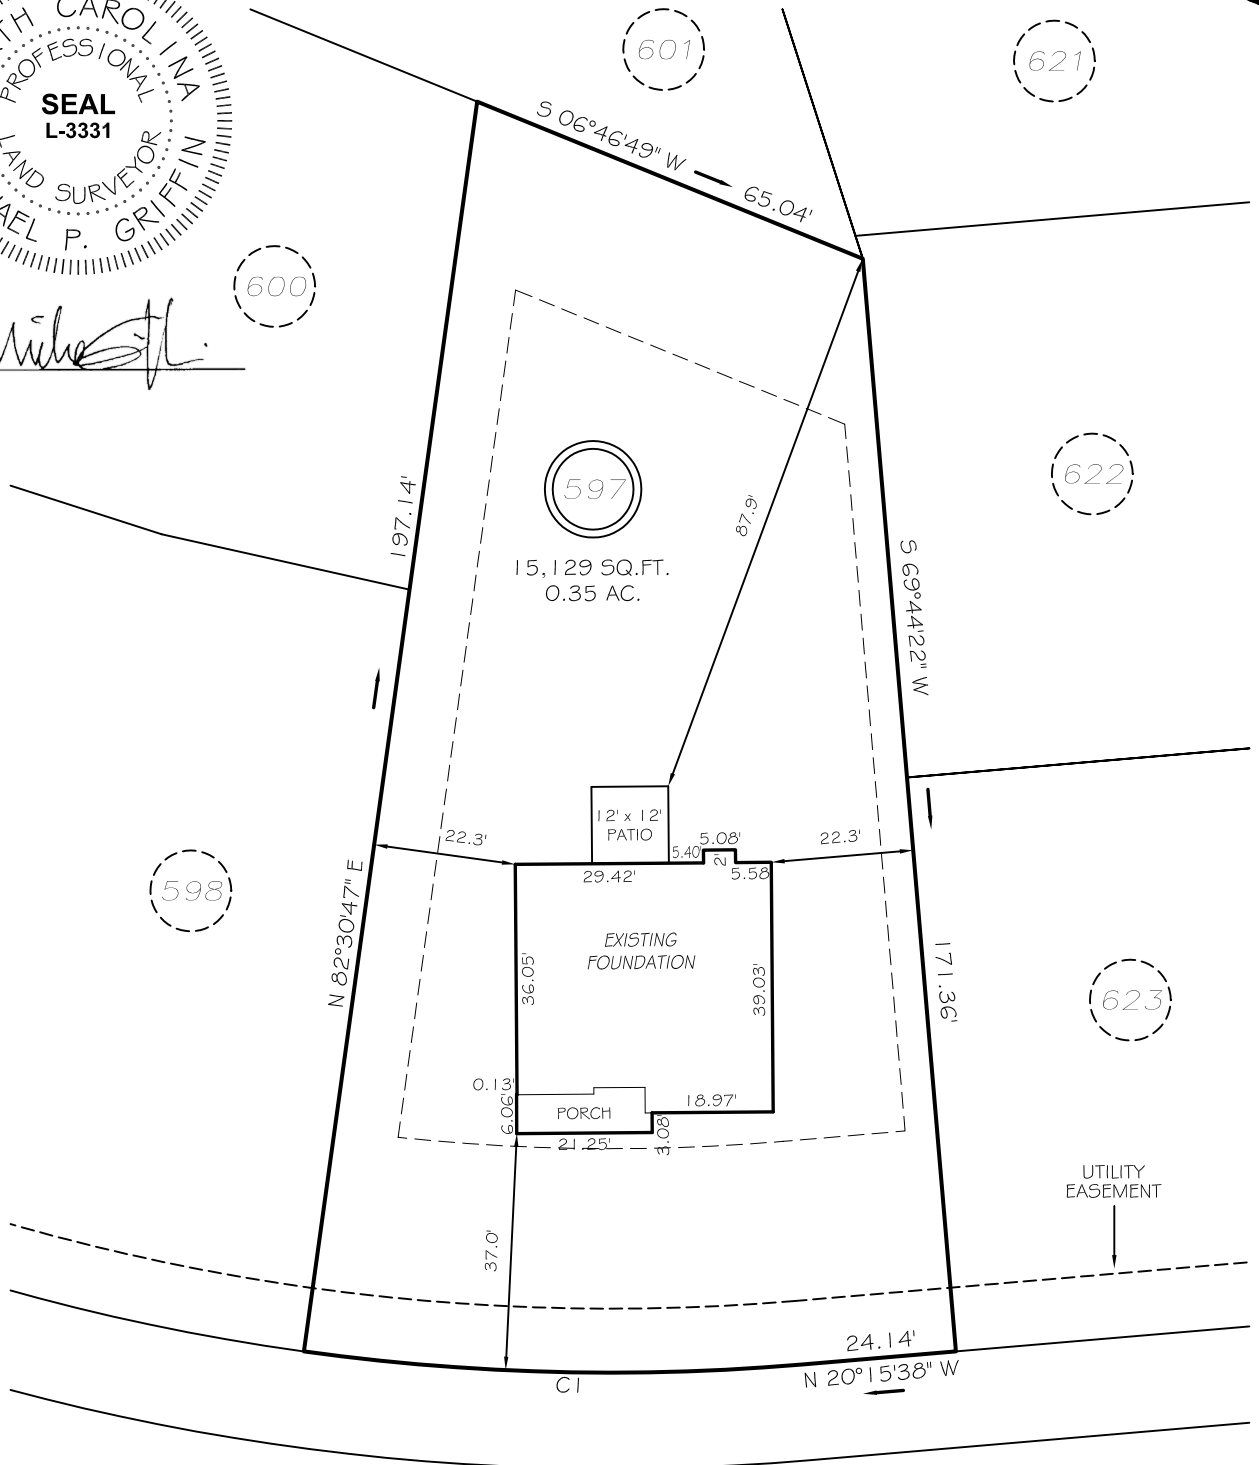 TH CAROLINA
PROFESSIONAL
SEAL
L-3331
LAND SURVEYOR
AEL P. GRIFFIN
600
601
621
S 06°46'49" W
65.04'
597
15,129 SQ.FT.
0.35 AC.
87.9'
622
197.14'
S 69°44'22" W
12' x 12'
PATIO
22.3'
5.40'
5.08'
2'
22.3'
29.42'
5.58'
598
N 82°30'47" E
EXISTING
FOUNDATION
36.05'
39.03'
171.36'
623
0.13'
6.06'
PORCH
18.97'
21.25'
3.08'
37.0'
UTILITY
EASEMENT
24.14'
N 20°15'38" W
C1